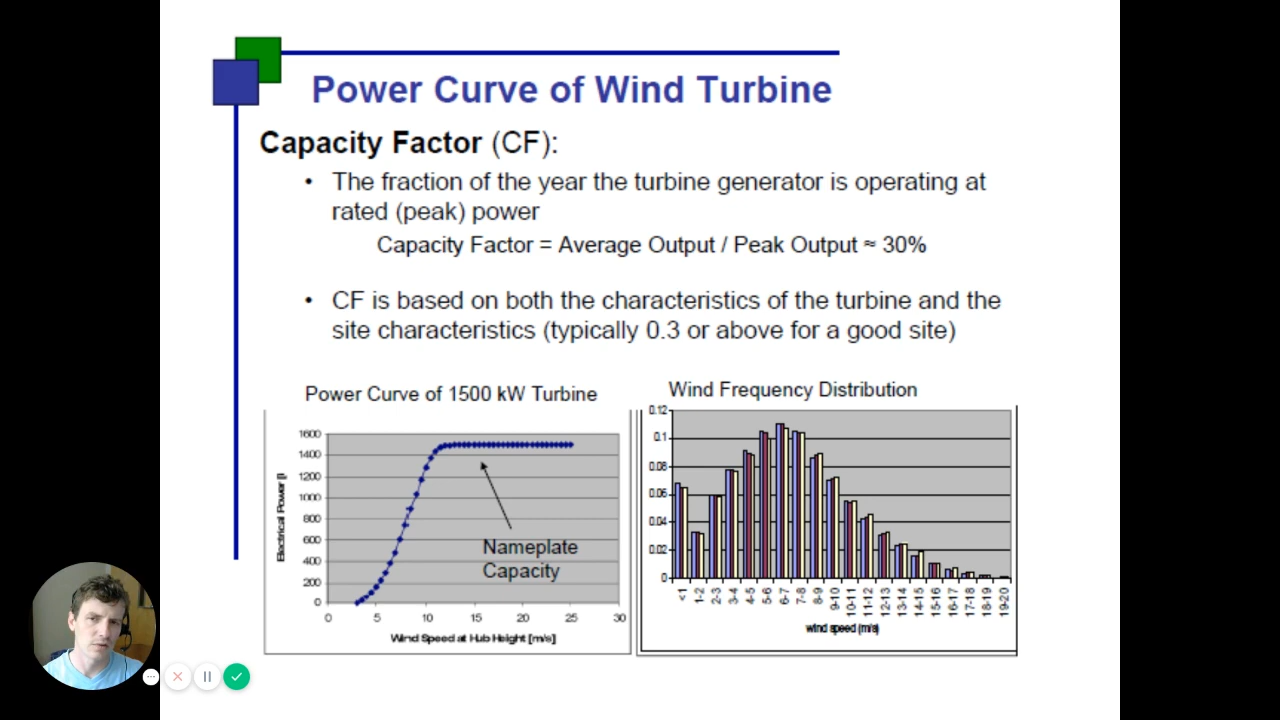 Power Curve of Wind Turbine
Capacity Factor (CF):
• The fraction of the year the turbine generator is operating at
rated (peak) power
Capacity Factor = Average Output / Peak Output ≈ 30%
• CF is based on both the characteristics of the turbine and the
site characteristics (typically 0.3 or above for a good site)
Power Curve of 1500 kW Turbine
1600
1400
1200
1000
800
600
400
200
0
Electrical Power [
Nameplate
Capacity
0 5 10 15 20 25 30
Wind Speed at Hub Height [m/s]
Wind Frequency Distribution
0.12
0.1
0.08
0.06
0.04
0.02
0
<1 1-2 2-3 3-4 4-5 5-6 6-7 7-8 8-9 9-10 10-11 11-12 12-13 13-14 14-15 15-16 16-17 17-18 18-19 19-20
wind speed (m/s)